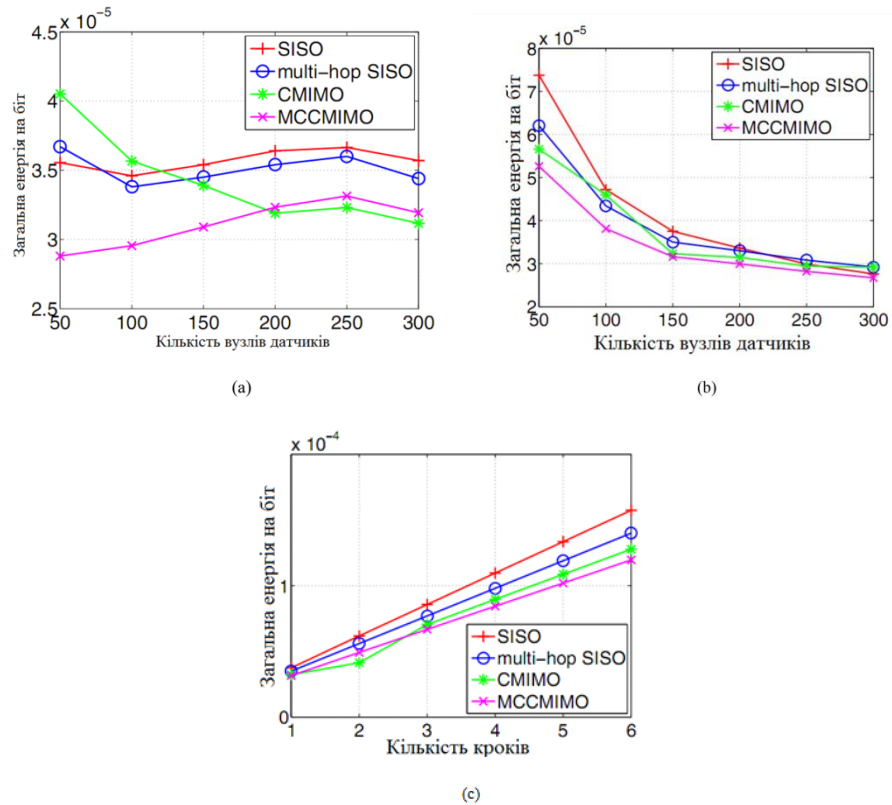 x 10⁻⁵
4.5
4
3.5
3
2.5
Загальна енергія на біт
SISO
multi-hop SISO
CMIMO
MCCMIMO
50 100 150 200 250 300
Кількість вузлів датчиків
(a)
x 10⁻⁵
8
7
6
5
4
3
2
Загальна енергія на біт
SISO
multi-hop SISO
CMIMO
MCCMIMO
50 100 150 200 250 300
Кількість вузлів датчиків
(b)
x 10⁻⁴
1
0
Загальна енергія на біт
SISO
multi-hop SISO
CMIMO
MCCMIMO
1 2 3 4 5 6
Кількість кроків
(c)